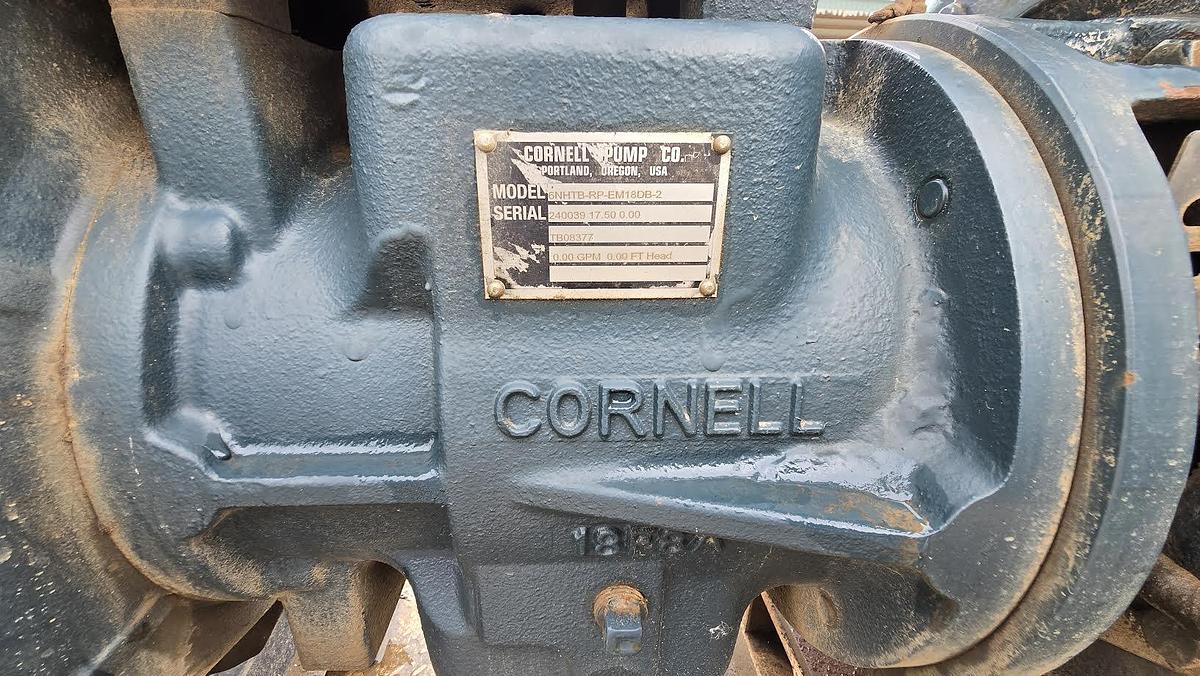 CORNELL PUMP CO.
PORTLAND, OREGON, USA
MODEL 6NHTB-RP-EM18DB-2
SERIAL 240039 17.50 0.00
TB08377
0.00 GPM 0.00 FT Head
CORNELL